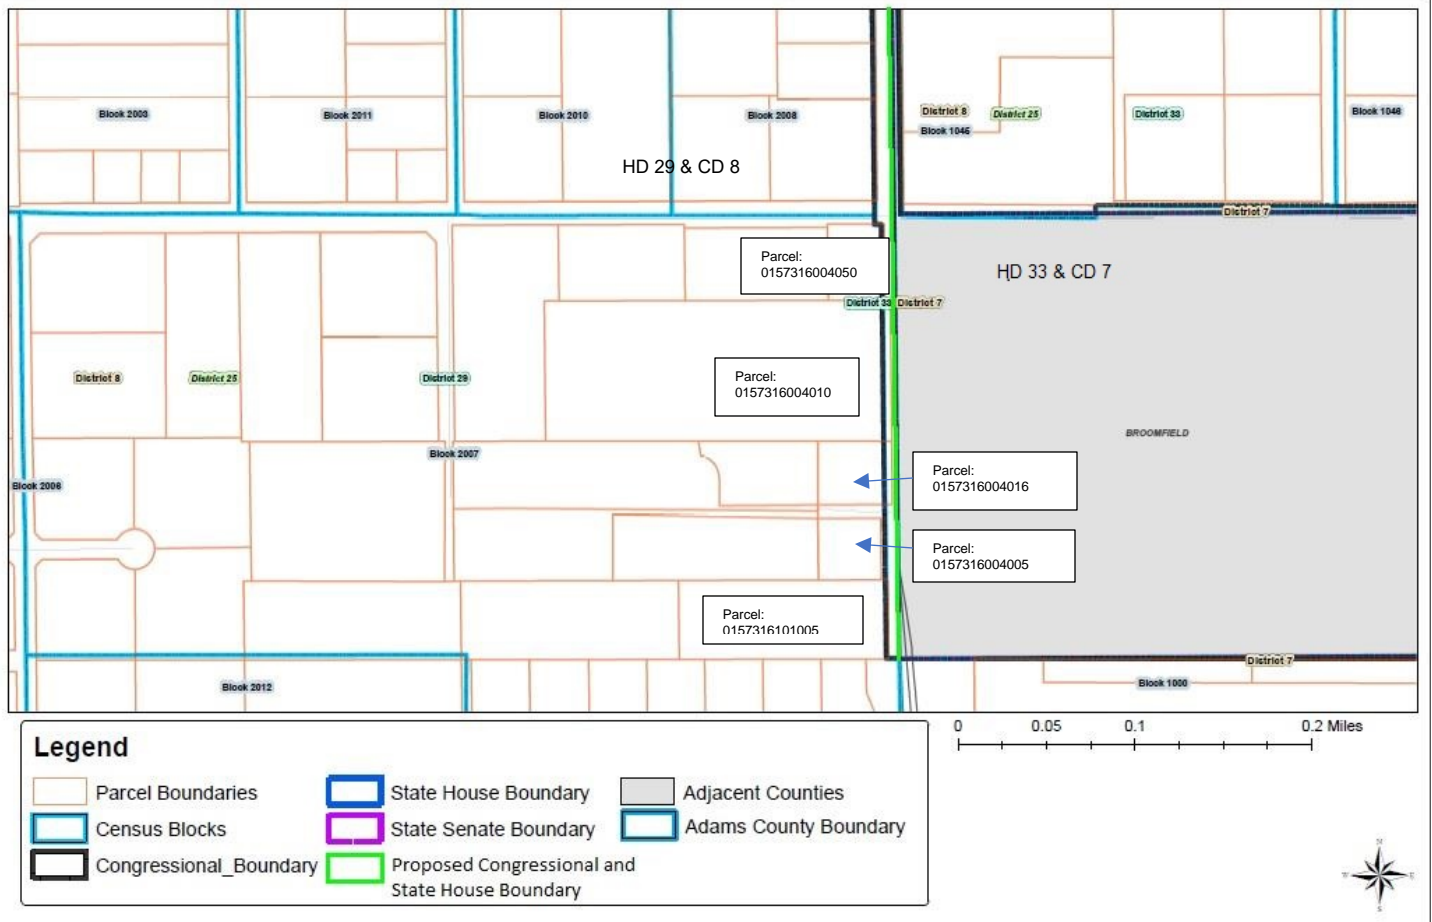 Block 2003
Block 2011
Block 2010
Block 2008
District 8
District 25
District 33
Block 1046
Block 1046
HD 29 & CD 8
District 7
Parcel:
0157316004050
HD 33 & CD 7
District 33
District 7
Parcel:
0157316004010
District 8
District 25
District 29
BROOMFIELD
Block 2007
Parcel:
0157316004016
Block 2006
Parcel:
0157316004005
Parcel:
0157316101005
District 7
Block 2012
Block 1000
0 0.05 0.1 0.2 Miles
Legend
Parcel Boundaries
State House Boundary
Adjacent Counties
Census Blocks
State Senate Boundary
Adams County Boundary
Congressional_Boundary
Proposed Congressional and
State House Boundary
N
W
E
S